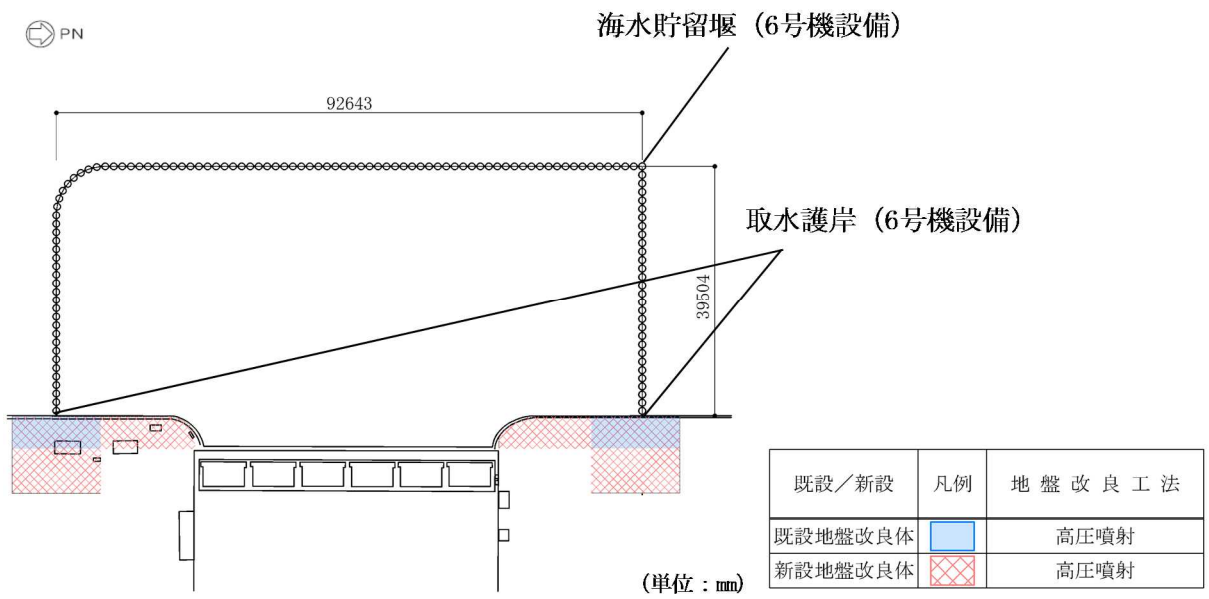 PN
海水貯留堰（6号機設備）
92643
取水護岸（6号機設備）
39504
既設／新設 凡例 地盤改良工法
既設地盤改良体 高圧噴射
新設地盤改良体 高圧噴射
(単位：㎜)